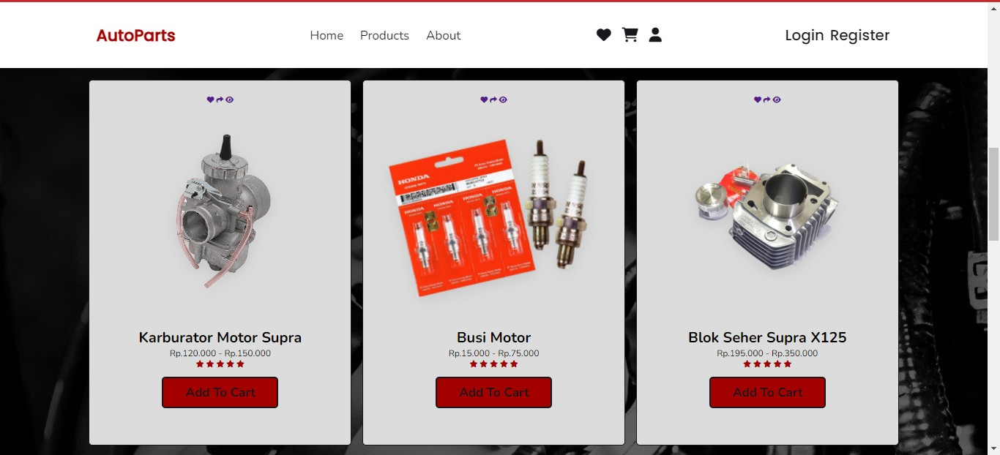 AutoParts
Home Products About
Login Register
HONDA
Karburator Motor Supra
Rp.120.000 - Rp.150.000
Add To Cart
Busi Motor
Rp.15.000 - Rp.75.000
Add To Cart
Blok Seher Supra X125
Rp.195.000 - Rp.350.000
Add To Cart